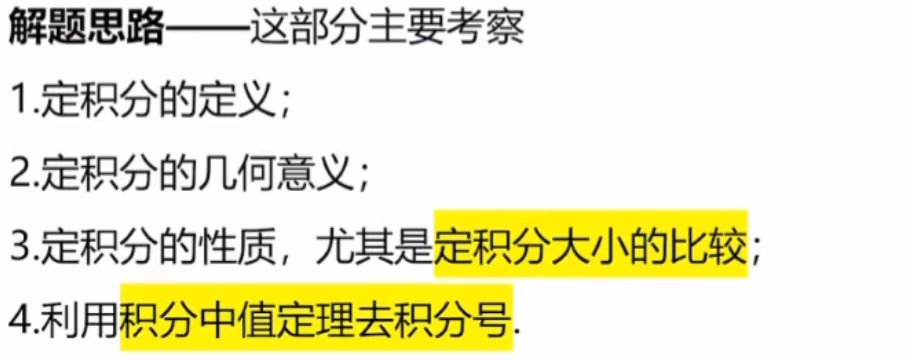 解题思路——这部分主要考察
1.定积分的定义；
2.定积分的几何意义；
3.定积分的性质，尤其是定积分大小的比较；
4.利用积分中值定理去积分号.